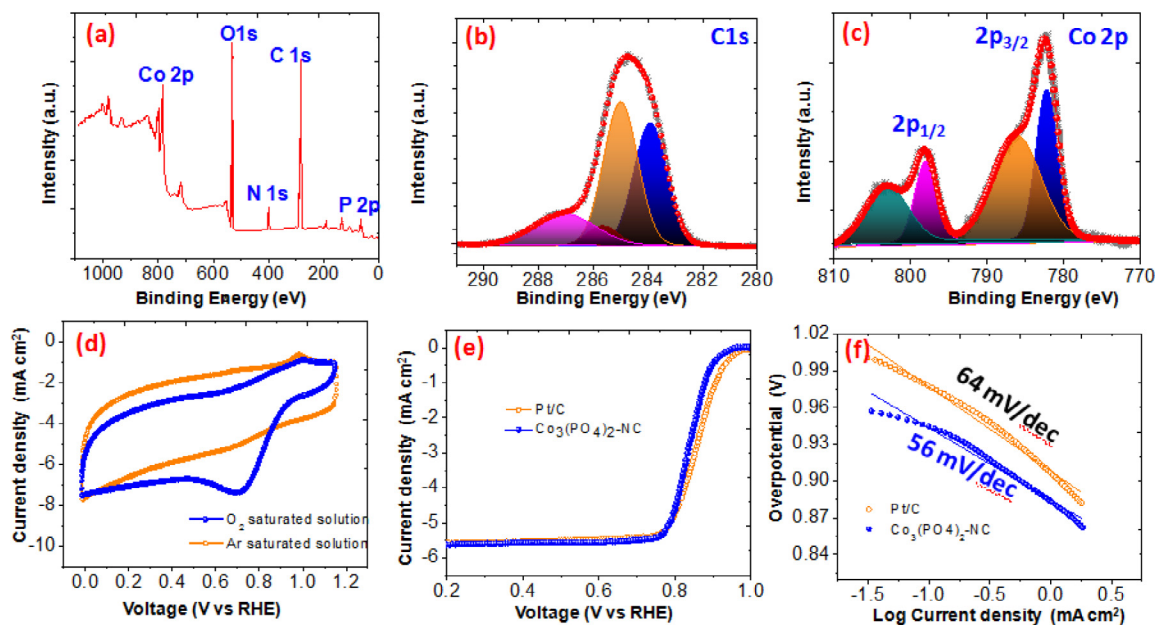 (a)
O1s
C 1s
Co 2p
N 1s
P 2p
Intensity (a.u.)
1000 800 600 400 200 0
Binding Energy (eV)
(b)
C1s
Intensity (a.u.)
290 288 286 284 282 280
Binding Energy (eV)
(c)
2p3/2
Co 2p
2p1/2
Intensity (a.u.)
810 800 790 780 770
Binding Energy (eV)
(d)
Current density (mA cm²)
0
-2
-4
-6
-8
-10
O2 saturated solution
Ar saturated solution
0.0 0.2 0.4 0.6 0.8 1.0 1.2
Voltage (V vs RHE)
(e)
Current density (mA cm²)
0
-1
-2
-3
-4
-5
-6
Pt/C
Co3(PO4)2-NC
0.2 0.4 0.6 0.8 1.0
Voltage (V vs RHE)
(f)
Overpotential (V)
1.02
0.99
0.96
0.93
0.90
0.87
0.84
64 mV/dec
56 mV/dec
Pt/C
Co3(PO4)2-NC
-1.5 -1.0 -0.5 0.0 0.5
Log Current density (mA cm²)